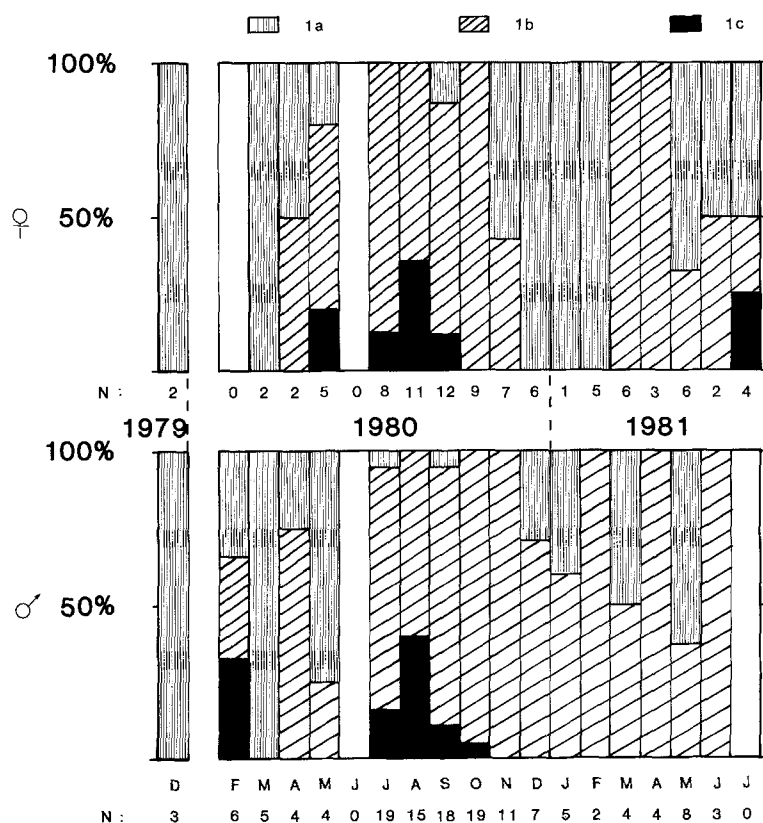 1a 1b 1c
100%
♀ 50%
N : 2 0 2 2 5 0 8 11 12 9 7 6 1 5 6 3 6 2 4
1979 1980 1981
100%
♂ 50%
D F M A M J J A S O N D J F M A M J J
N : 3 6 5 4 4 0 19 15 18 19 11 7 5 2 4 4 8 3 0